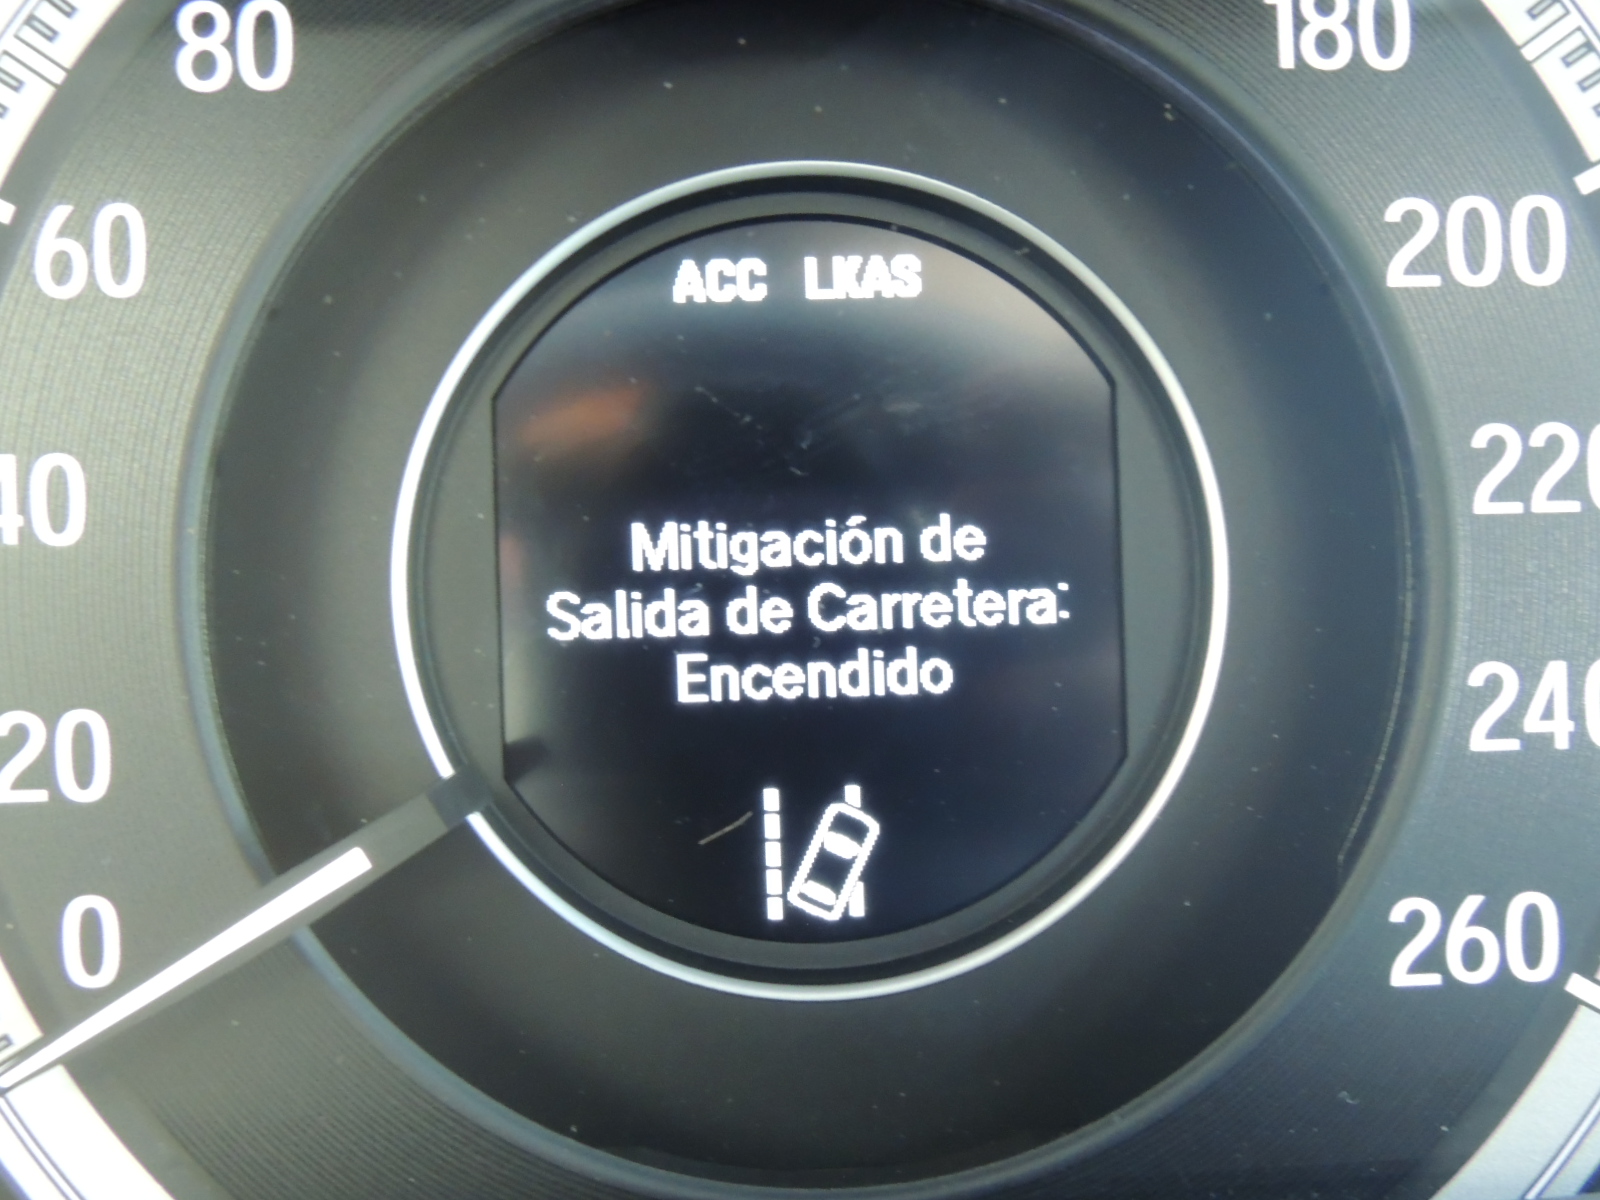 80
180
60
200
ACC LKAS
40
220
Mitigación de
Salida de Carretera:
Encendido
20
240
0
260